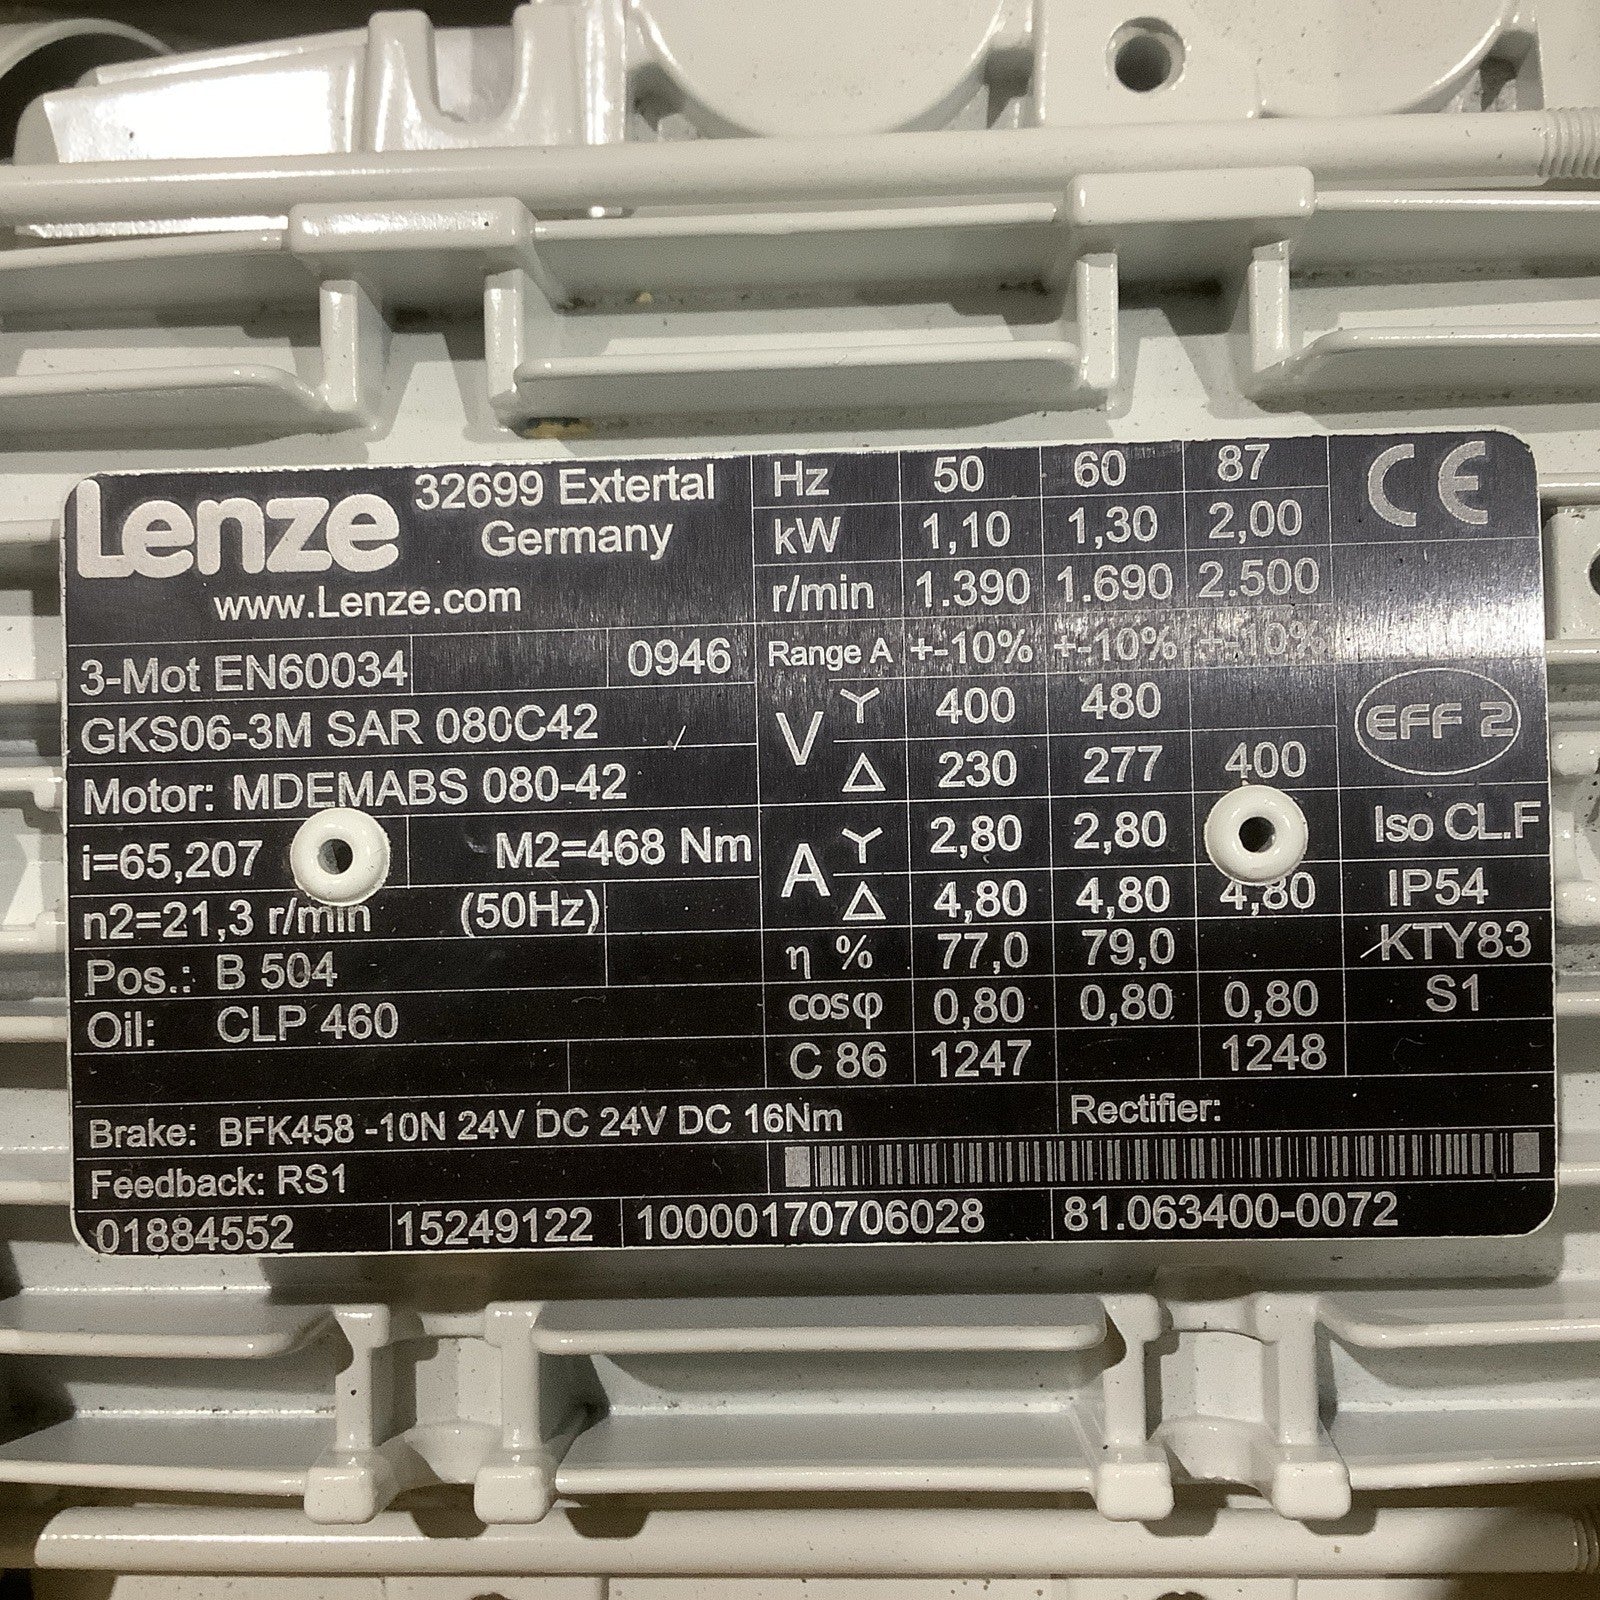 Lenze 32699 Extertal
Germany
www.Lenze.com
3-Mot EN60034 0946
GKS06-3M SAR 080C42
Motor: MDEMABS 080-42
i=65,207 M2=468 Nm
n2=21,3 r/min (50Hz)
Pos.: B 504
Oil: CLP 460
Hz 50 60 87
kW 1,10 1,30 2,00
r/min 1.390 1.690 2.500
Range A +-10% +-10% +-10%
V Y 400 480
Δ 230 277 400
A Y 2,80 2,80
Δ 4,80 4,80 4,80
η % 77,0 79,0
cosφ 0,80 0,80 0,80
C 86 1247 1248
CE
EFF 2
Iso CL.F
IP54
KTY83
S1
Brake: BFK458 -10N 24V DC 24V DC 16Nm Rectifier:
Feedback: RS1
01884552 15249122 10000170706028 81.063400-0072